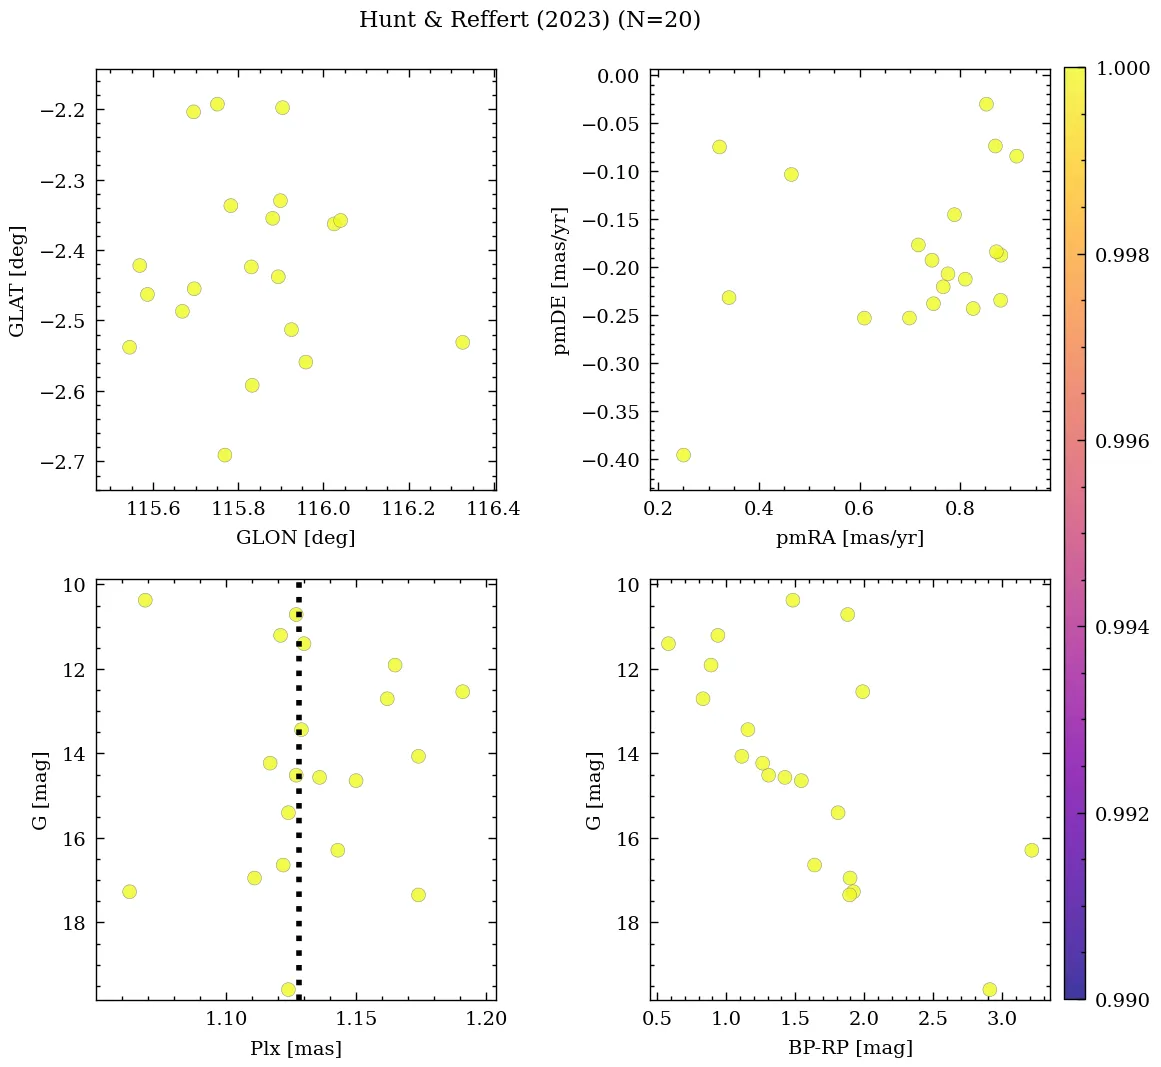 Hunt & Reffert (2023) (N=20)
−2.2
−2.3
−2.4
−2.5
−2.6
−2.7
GLAT [deg]
115.6 115.8 116.0 116.2 116.4
GLON [deg]
0.00
−0.05
−0.10
−0.15
−0.20
−0.25
−0.30
−0.35
−0.40
pmDE [mas/yr]
0.2 0.4 0.6 0.8
pmRA [mas/yr]
10
12
14
16
18
G [mag]
1.10 1.15 1.20
Plx [mas]
10
12
14
16
18
G [mag]
0.5 1.0 1.5 2.0 2.5 3.0
BP-RP [mag]
1.000
0.998
0.996
0.994
0.992
0.990